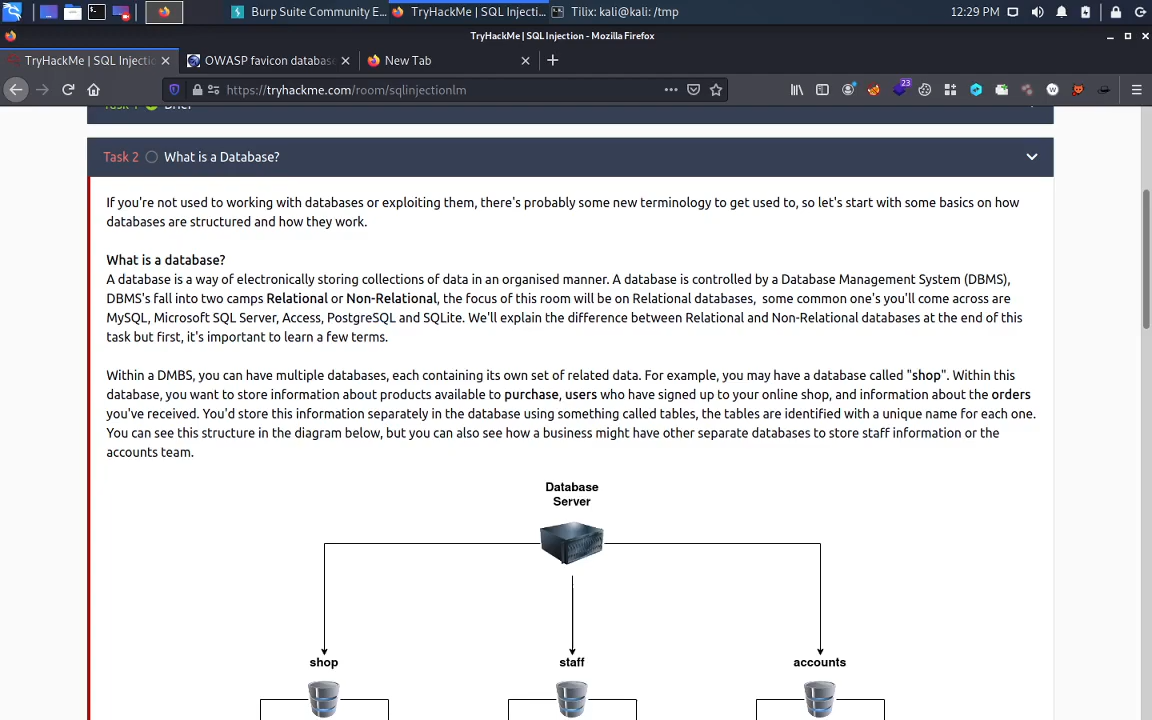 Burp Suite Community E...
TryHackMe | SQL Injecti...
Tilix: kali@kali: /tmp
12:29 PM
TryHackMe | SQL Injection - Mozilla Firefox
TryHackMe | SQL Injectio
OWASP favicon databas
New Tab
https://tryhackme.com/room/sqlinjectionlm
23
Task 2 What is a Database?
If you're not used to working with databases or exploiting them, there's probably some new terminology to get used to, so let's start with some basics on how
databases are structured and how they work.
What is a database?
A database is a way of electronically storing collections of data in an organised manner. A database is controlled by a Database Management System (DBMS),
DBMS's fall into two camps Relational or Non-Relational, the focus of this room will be on Relational databases,  some common one's you'll come across are
MySQL, Microsoft SQL Server, Access, PostgreSQL and SQLite. We'll explain the difference between Relational and Non-Relational databases at the end of this
task but first, it's important to learn a few terms.
Within a DMBS, you can have multiple databases, each containing its own set of related data. For example, you may have a database called "shop". Within this
database, you want to store information about products available to purchase, users who have signed up to your online shop, and information about the orders
you've received. You'd store this information separately in the database using something called tables, the tables are identified with a unique name for each one.
You can see this structure in the diagram below, but you can also see how a business might have other separate databases to store staff information or the
accounts team.
Database
Server
shop
staff
accounts